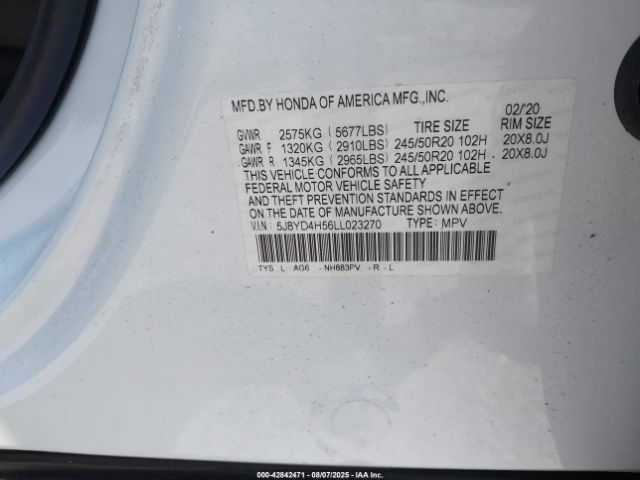 MFD.BY HONDA OF AMERICA MFG.,INC.
02/'20
GVWR 2575KG (5677LBS) TIRE SIZE RIM SIZE
GAWR F 1320KG (2910LBS) 245/50R20 102H 20X8.0J
GAWR R 1345KG (2965LBS) 245/50R20 102H 20X8.0J
THIS VEHICLE CONFORMS TO ALL APPLICABLE
FEDERAL MOTOR VEHICLE SAFETY
AND THEFT PREVENTION STANDARDS IN EFFECT
ON THE DATE OF MANUFACTURE SHOWN ABOVE.
V.I.N: 5J8YD4H56LL023270 TYPE: MPV
TYS L AG6 -NH883PV -R-L
000-42842471 - 08/07/2025 - IAA Inc.